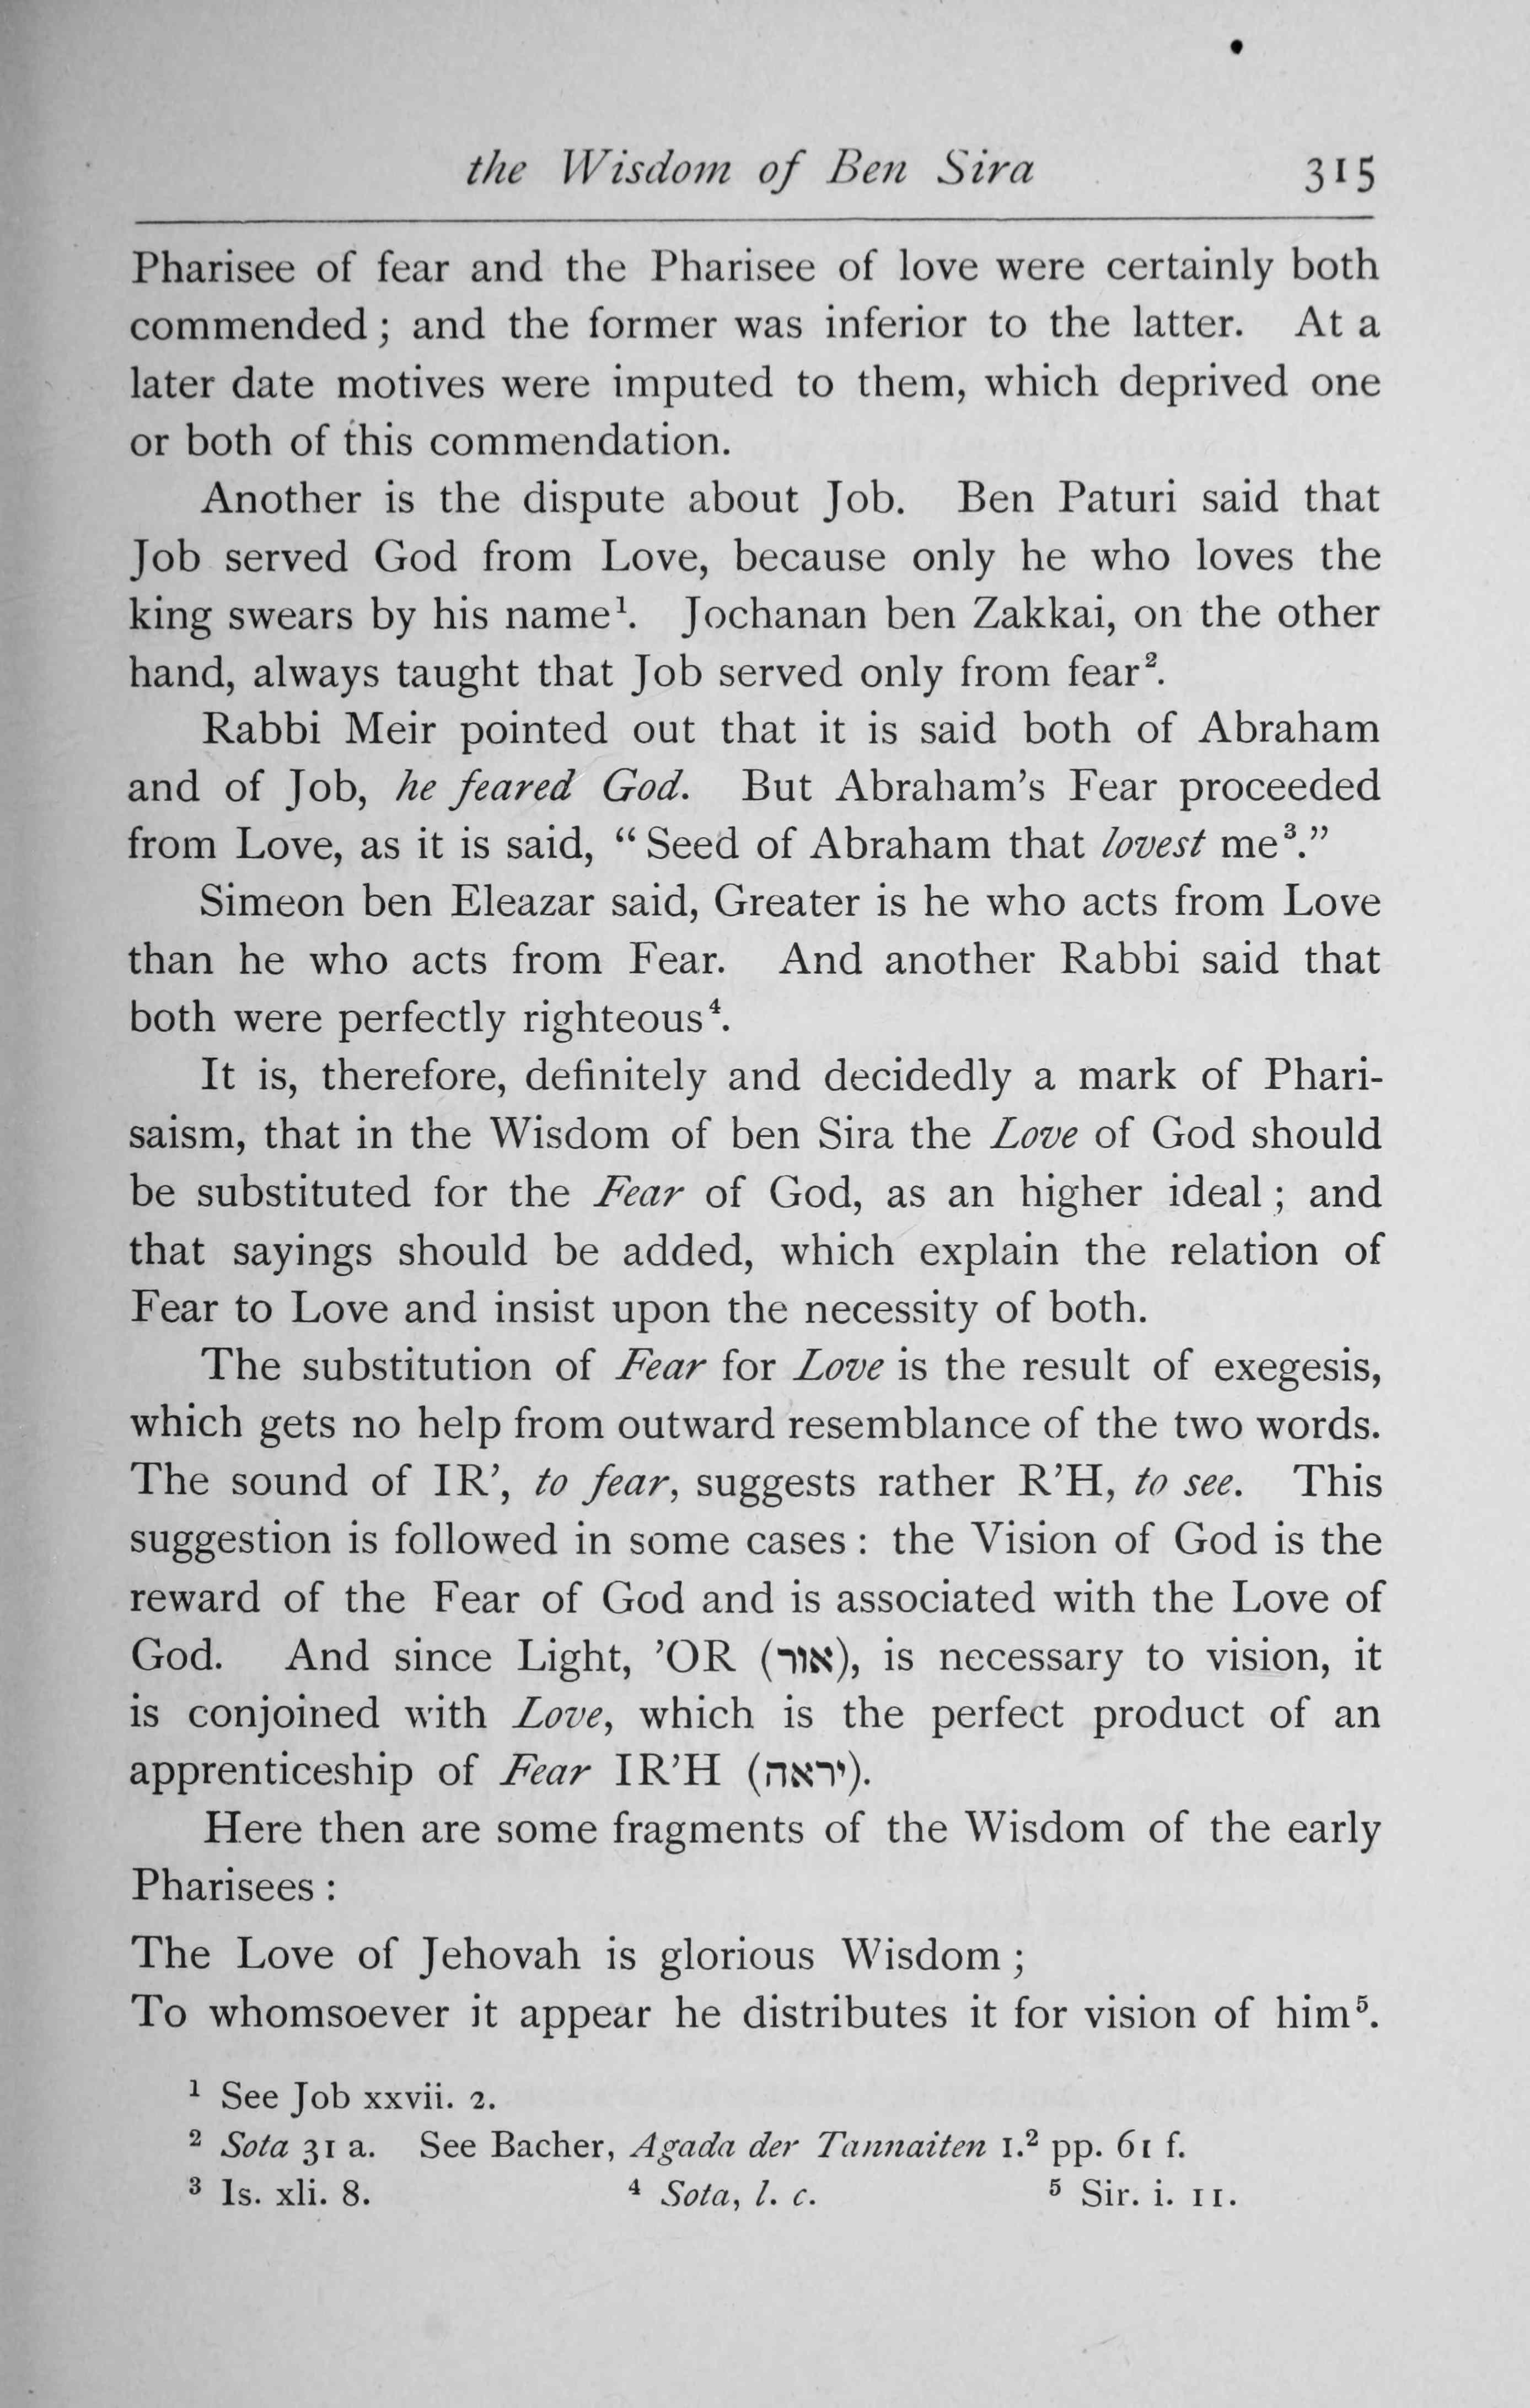 the Wisdom of Ben Sira 315
Pharisee of fear and the Pharisee of love were certainly both
commended ; and the former was inferior to the latter. At a
later date motives were imputed to them, which deprived one
or both of this commendation.
Another is the dispute about Job. Ben Paturi said that
Job served God from Love, because only he who loves the
king swears by his name¹. Jochanan ben Zakkai, on the other
hand, always taught that Job served only from fear².
Rabbi Meir pointed out that it is said both of Abraham
and of Job, he feared God. But Abraham's Fear proceeded
from Love, as it is said, “ Seed of Abraham that lovest me³.”
Simeon ben Eleazar said, Greater is he who acts from Love
than he who acts from Fear. And another Rabbi said that
both were perfectly righteous⁴.
It is, therefore, definitely and decidedly a mark of Phari-
saism, that in the Wisdom of ben Sira the Love of God should
be substituted for the Fear of God, as an higher ideal ; and
that sayings should be added, which explain the relation of
Fear to Love and insist upon the necessity of both.
The substitution of Fear for Love is the result of exegesis,
which gets no help from outward resemblance of the two words.
The sound of IR’, to fear, suggests rather R’H, to see. This
suggestion is followed in some cases : the Vision of God is the
reward of the Fear of God and is associated with the Love of
God. And since Light, ’OR (אור), is necessary to vision, it
is conjoined with Love, which is the perfect product of an
apprenticeship of Fear IR’H (יראה).
Here then are some fragments of the Wisdom of the early
Pharisees :
The Love of Jehovah is glorious Wisdom ;
To whomsoever it appear he distributes it for vision of him⁵.
¹ See Job xxvii. 2.
² Sota 31 a. See Bacher, Agada der Tannaiten I.² pp. 61 f.
³ Is. xli. 8. ⁴ Sota, l. c. ⁵ Sir. i. 11.